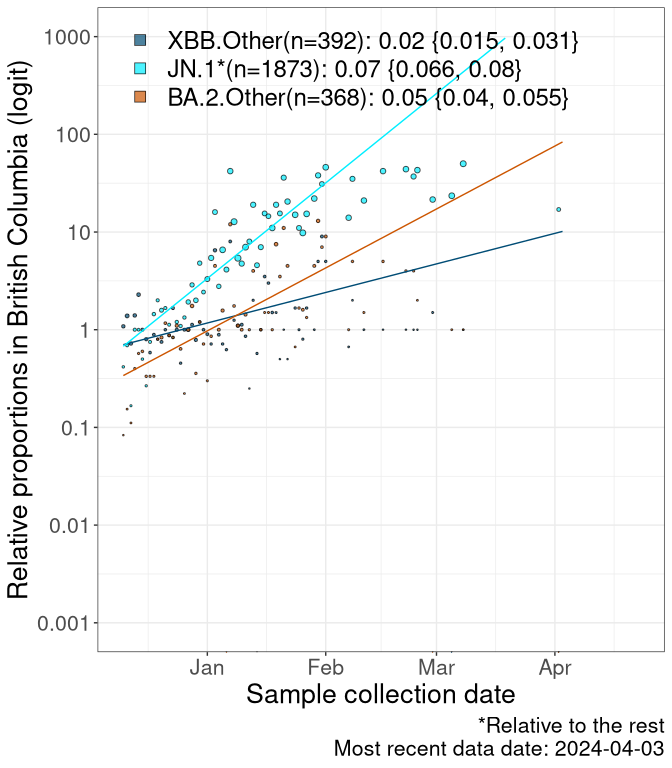 XBB.Other(n=392): 0.02 {0.015, 0.031}
JN.1*(n=1873): 0.07 {0.066, 0.08}
BA.2.Other(n=368): 0.05 {0.04, 0.055}
Relative proportions in British Columbia (logit)
1000
100
10
1
0.1
0.01
0.001
Jan Feb Mar Apr
Sample collection date
*Relative to the rest
Most recent data date: 2024-04-03